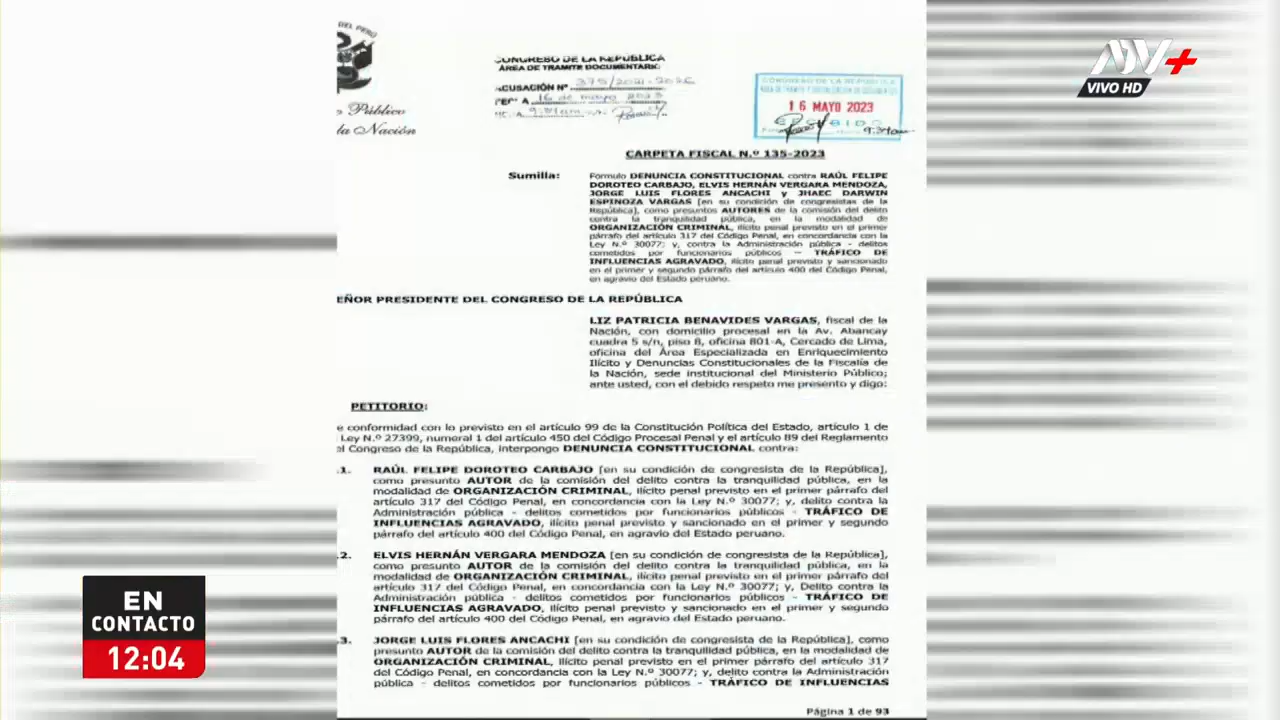 DEL PERÚ
o Público
la Nación
CONGRESO DE LA REPÚBLICA
ÁREA DE TRAMITE DOCUMENTARIO
ACUSACIÓN Nº 375/2021-2026
16 de mayo 2023
9:31am
CONGRESO DE LA REPÚBLICA
16 MAYO 2023
9:31am
ATV+
VIVO HD
CARPETA FISCAL N.º 135-2023
Sumilla:
Formulo DENUNCIA CONSTITUCIONAL contra RAÚL FELIPE
DOROTEO CARBAJO, ELVIS HERNÁN VERGARA MENDOZA,
JORGE LUIS FLORES ANCACHI y JHAEC DARWIN
ESPINOZA VARGAS [en su condición de congresistas de la
República], como presuntos AUTORES de la comisión del delito
contra la tranquilidad pública, en la modalidad de
ORGANIZACIÓN CRIMINAL, ilícito penal previsto en el primer
párrafo del artículo 317 del Código Penal, en concordancia con la
Ley N.º 30077; y, contra la Administración pública - delitos
cometidos por funcionarios públicos – TRÁFICO DE
INFLUENCIAS AGRAVADO, ilícito penal previsto y sancionado
en el primer y segundo párrafo del artículo 400 del Código Penal,
en agravio del Estado peruano.
EÑOR PRESIDENTE DEL CONGRESO DE LA REPÚBLICA
LIZ PATRICIA BENAVIDES VARGAS, fiscal de la
Nación, con domicilio procesal en la Av. Abancay
cuadra 5 s/n, piso 8, oficina 801-A, Cercado de Lima,
oficina del Área Especializada en Enriquecimiento
Ilícito y Denuncias Constitucionales de la Fiscalía de
la Nación, sede institucional del Ministerio Público;
ante usted, con el debido respeto me presento y digo:
PETITORIO:
e conformidad con lo previsto en el artículo 99 de la Constitución Política del Estado, artículo 1 de
Ley N.º 27399, numeral 1 del artículo 450 del Código Procesal Penal y el artículo 89 del Reglamento
el Congreso de la República, interpongo DENUNCIA CONSTITUCIONAL contra:
.1. RAÚL FELIPE DOROTEO CARBAJO [en su condición de congresista de la República],
como presunto AUTOR de la comisión del delito contra la tranquilidad pública, en la
modalidad de ORGANIZACIÓN CRIMINAL, ilícito penal previsto en el primer párrafo del
artículo 317 del Código Penal, en concordancia con la Ley N.º 30077; y, delito contra la
Administración pública - delitos cometidos por funcionarios públicos - TRÁFICO DE
INFLUENCIAS AGRAVADO, ilícito penal previsto y sancionado en el primer y segundo
párrafo del artículo 400 del Código Penal, en agravio del Estado peruano.
.2. ELVIS HERNÁN VERGARA MENDOZA [en su condición de congresista de la República],
como presunto AUTOR de la comisión del delito contra la tranquilidad pública, en la
modalidad de ORGANIZACIÓN CRIMINAL, ilícito penal previsto en el primer párrafo del
artículo 317 del Código Penal, en concordancia con la Ley N.º 30077; y, Delito contra la
Administración pública - delitos cometidos por funcionarios públicos - TRÁFICO DE
INFLUENCIAS AGRAVADO, ilícito penal previsto y sancionado en el primer y segundo
párrafo del artículo 400 del Código Penal, en agravio del Estado peruano.
.3. JORGE LUIS FLORES ANCACHI [en su condición de congresista de la República], como
presunto AUTOR de la comisión del delito contra la tranquilidad pública, en la modalidad de
ORGANIZACIÓN CRIMINAL, ilícito penal previsto en el primer párrafo del artículo 317
del Código Penal, en concordancia con la Ley N.º 30077; y, delito contra la Administración
pública - delitos cometidos por funcionarios públicos - TRÁFICO DE INFLUENCIAS
Página 1 de 93
EN
CONTACTO
12:04